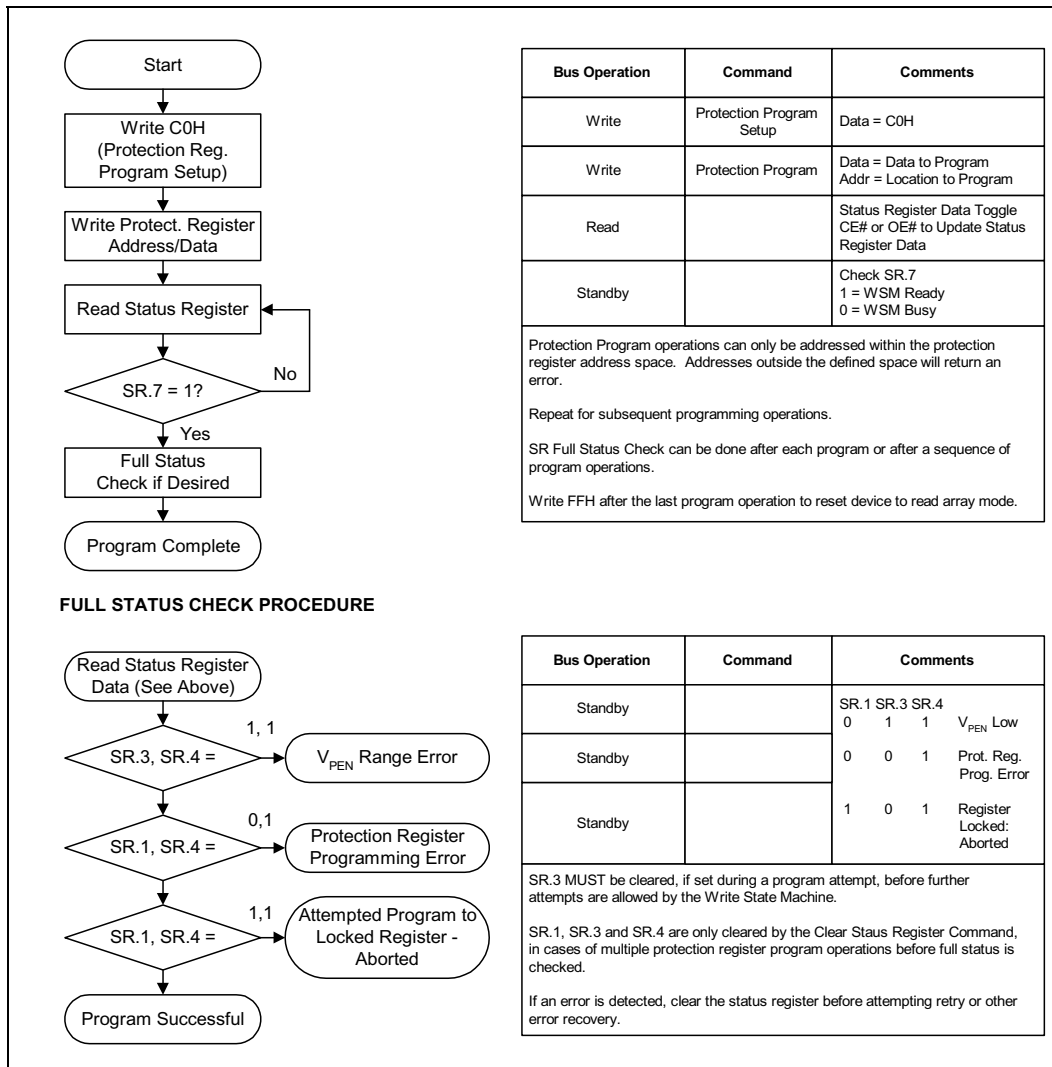 Start
Write C0H
(Protection Reg.
Program Setup)
Write Protect. Register
Address/Data
Read Status Register
No
SR.7 = 1?
Yes
Full Status
Check if Desired
Program Complete
Bus Operation Command Comments
Write Protection Program
Setup Data = C0H
Write Protection Program Data = Data to Program
Addr = Location to Program
Read Status Register Data Toggle
CE# or OE# to Update Status
Register Data
Standby Check SR.7
1 = WSM Ready
0 = WSM Busy
Protection Program operations can only be addressed within the protection
register address space. Addresses outside the defined space will return an
error.
Repeat for subsequent programming operations.
SR Full Status Check can be done after each program or after a sequence of
program operations.
Write FFH after the last program operation to reset device to read array mode.
FULL STATUS CHECK PROCEDURE
Read Status Register
Data (See Above)
1, 1
SR.3, SR.4 =
VPEN Range Error
0,1
SR.1, SR.4 =
Protection Register
Programming Error
1,1
SR.1, SR.4 =
Attempted Program to
Locked Register -
Aborted
Program Successful
Bus Operation Command Comments
Standby SR.1 SR.3 SR.4
0 1 1 VPEN Low
Standby 0 0 1 Prot. Reg.
Prog. Error
Standby 1 0 1 Register
Locked:
Aborted
SR.3 MUST be cleared, if set during a program attempt, before further
attempts are allowed by the Write State Machine.
SR.1, SR.3 and SR.4 are only cleared by the Clear Staus Register Command,
in cases of multiple protection register program operations before full status is
checked.
If an error is detected, clear the status register before attempting retry or other
error recovery.